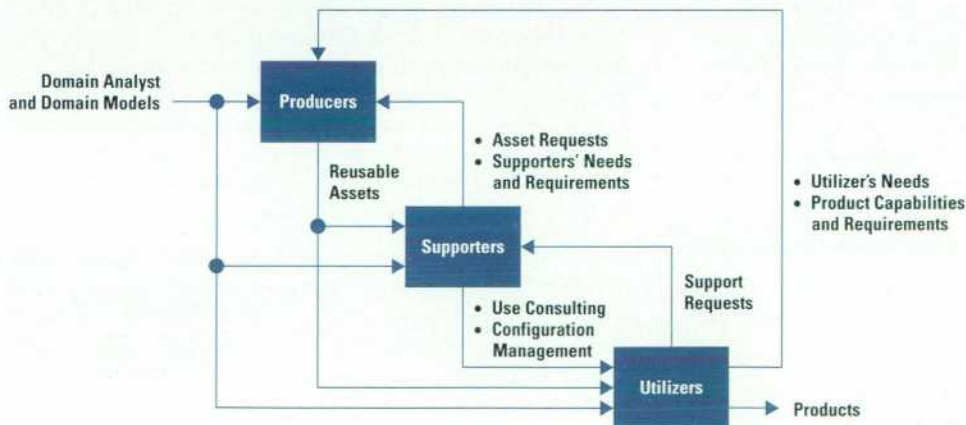 Domain Analyst
and Domain Models
Producers
Reusable
Assets
• Asset Requests
• Supporters' Needs
and Requirements
• Utilizer's Needs
• Product Capabilities
and Requirements
Supporters
Support
Requests
• Use Consulting
• Configuration
Management
Utilizers
Products